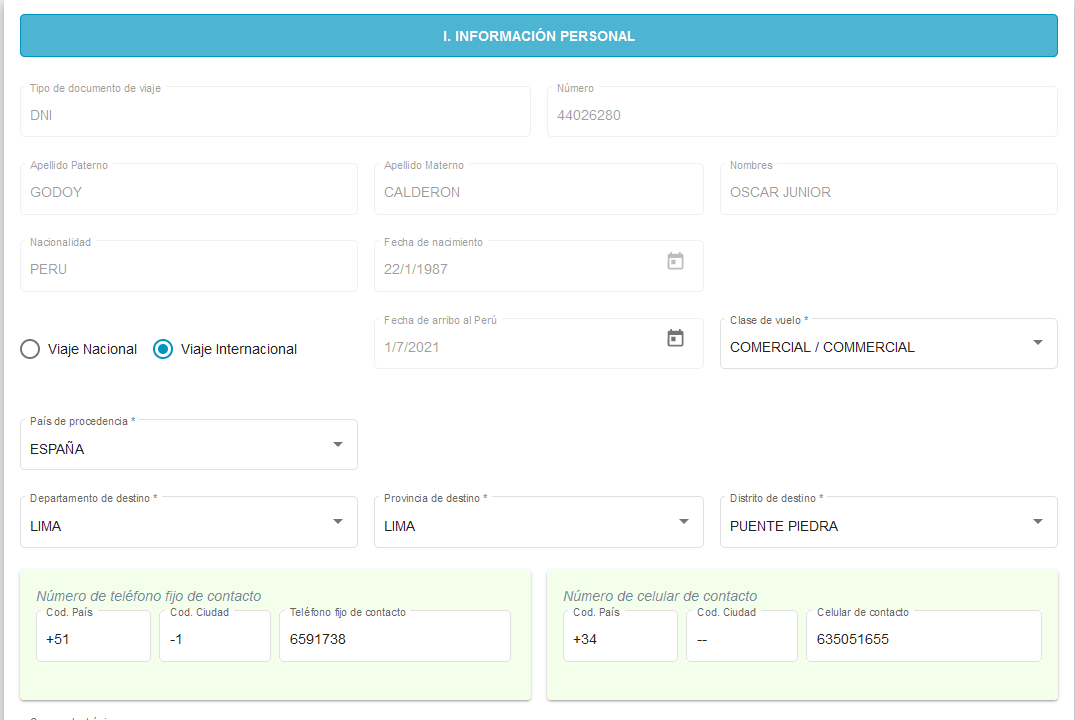 I. INFORMACIÓN PERSONAL
Tipo de documento de viaje
DNI
Número
44026280
Apellido Paterno
GODOY
Apellido Materno
CALDERON
Nombres
OSCAR JUNIOR
Nacionalidad
PERU
Fecha de nacimiento
22/1/1987
Viaje Nacional
Viaje Internacional
Fecha de arribo al Perú
1/7/2021
Clase de vuelo *
COMERCIAL / COMMERCIAL
País de procedencia *
ESPAÑA
Departamento de destino *
LIMA
Provincia de destino *
LIMA
Distrito de destino *
PUENTE PIEDRA
Número de teléfono fijo de contacto
Cod. País
+51
Cod. Ciudad
-1
Teléfono fijo de contacto
6591738
Número de celular de contacto
Cod. País
+34
Cod. Ciudad
--
Celular de contacto
635051655